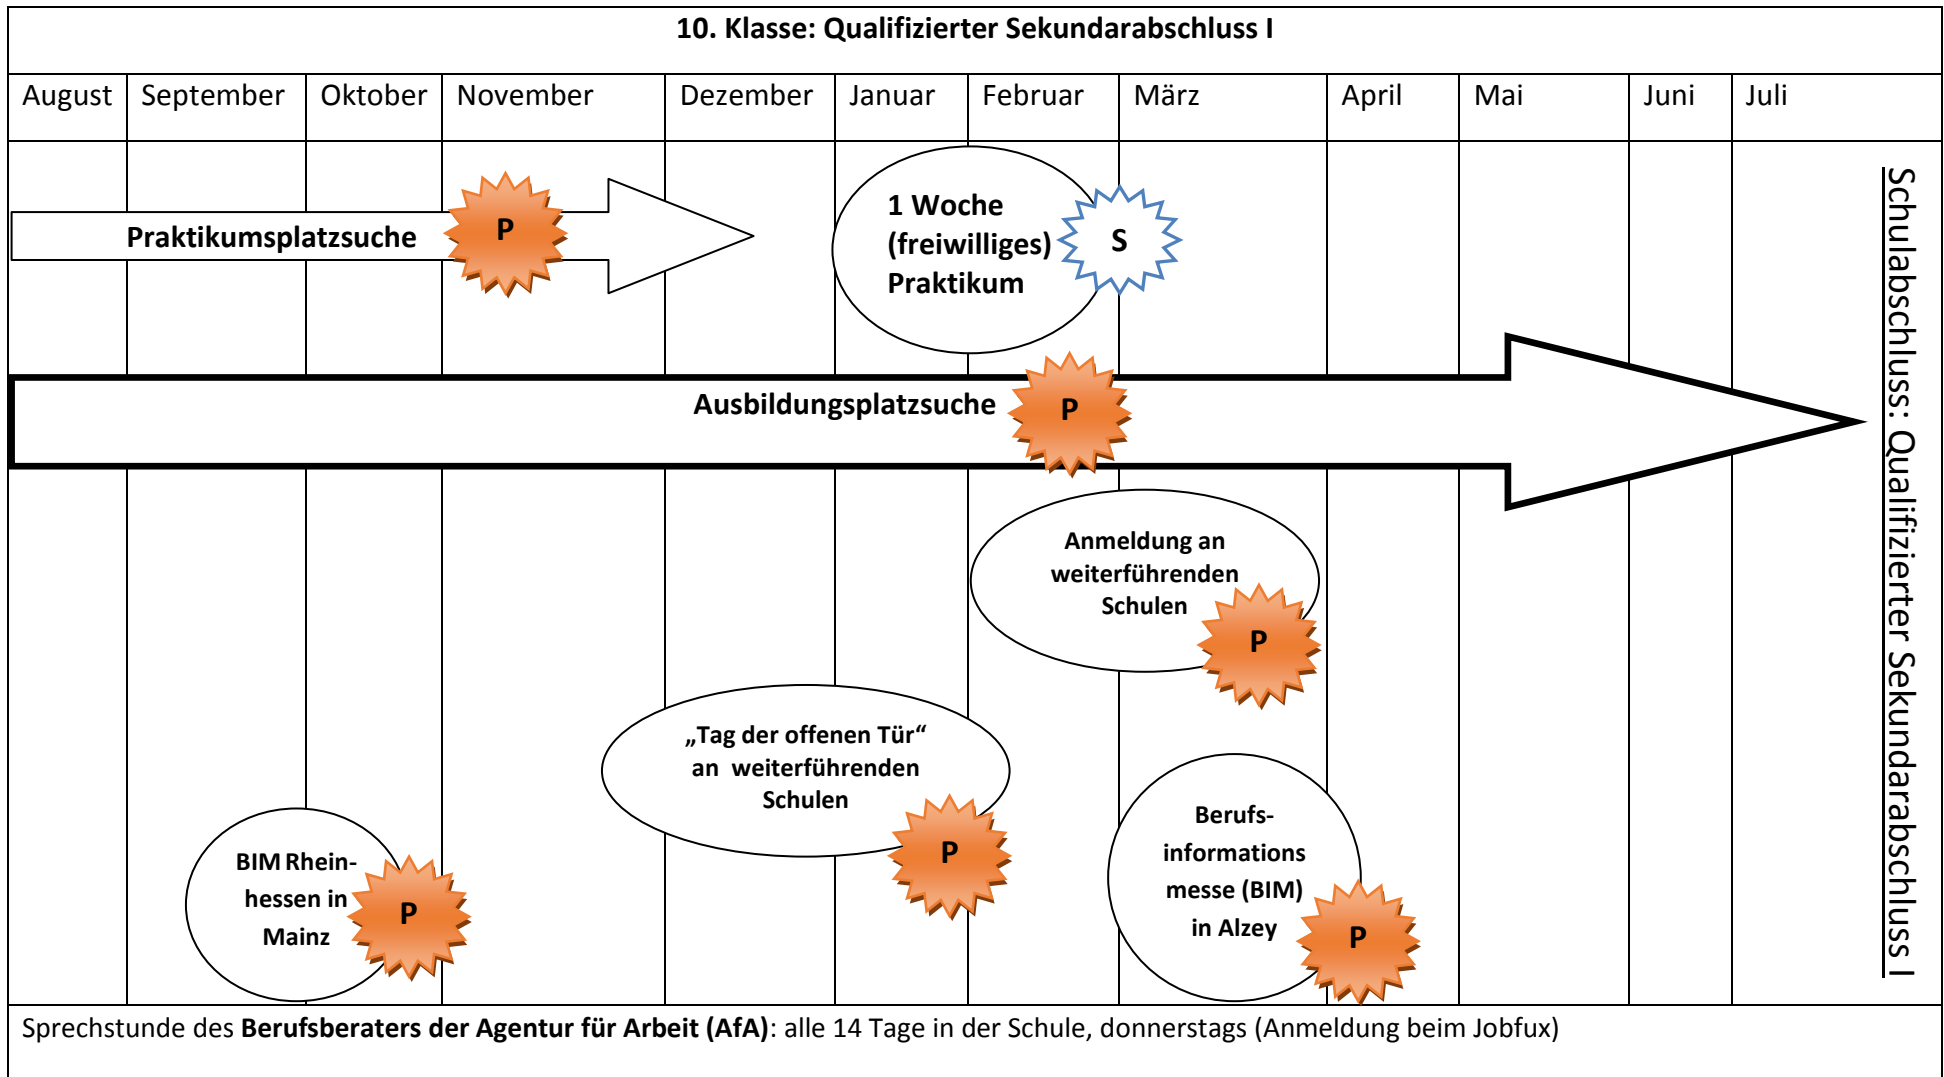 10. Klasse: Qualifizierter Sekundarabschluss I
August September Oktober November Dezember Januar Februar März April Mai Juni Juli
1 Woche
(freiwilliges)
Praktikum
S
Praktikumsplatzsuche
P
Ausbildungsplatzsuche
P
Anmeldung an
weiterführenden
Schulen
P
„Tag der offenen Tür“
an weiterführenden
Schulen
P
BIM Rhein-
hessen in
Mainz
P
Berufs-
informations
messe (BIM)
in Alzey
P
Schulabschluss: Qualifizierter Sekundarabschluss I
Sprechstunde des Berufsberaters der Agentur für Arbeit (AfA): alle 14 Tage in der Schule, donnerstags (Anmeldung beim Jobfux)